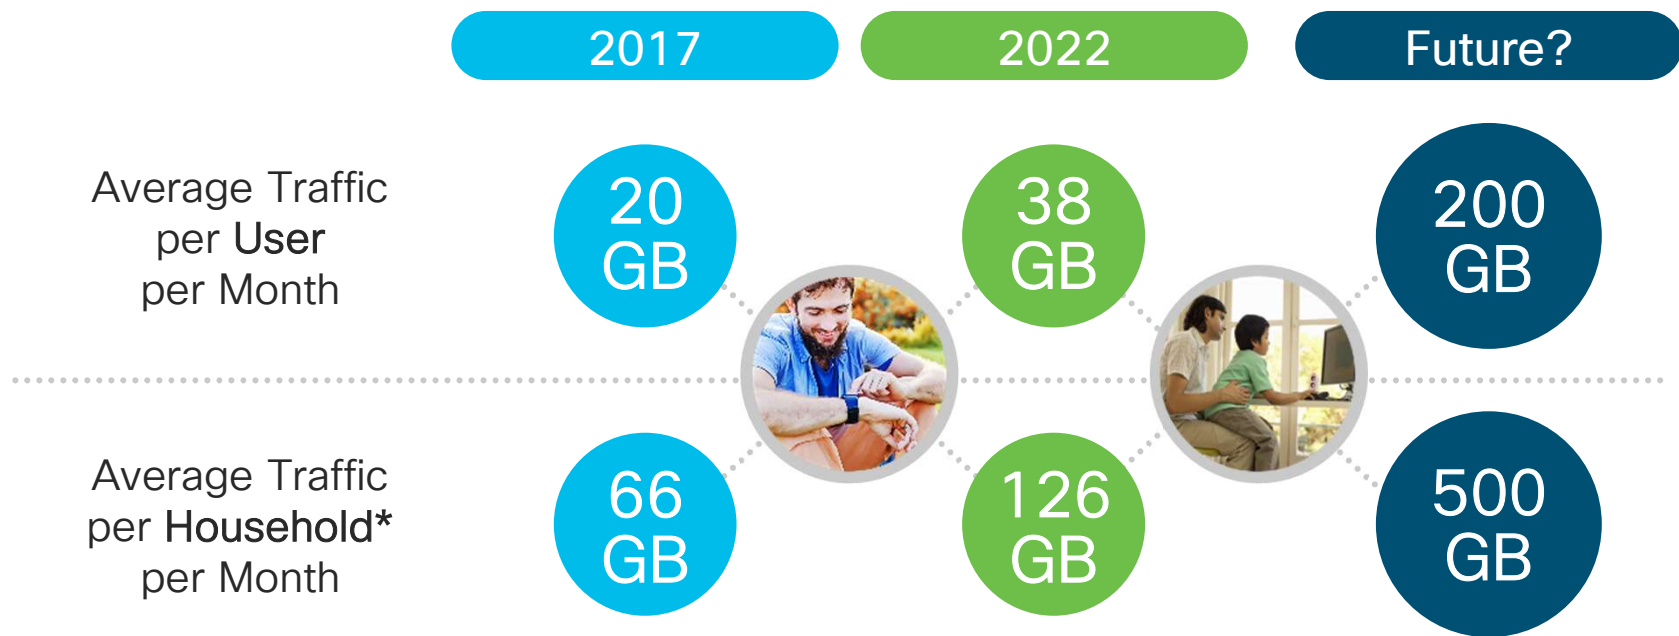 2017
2022
Future?
Average Traffic
per User
per Month
20
GB
38
GB
200
GB
Average Traffic
per Household*
per Month
66
GB
126
GB
500
GB